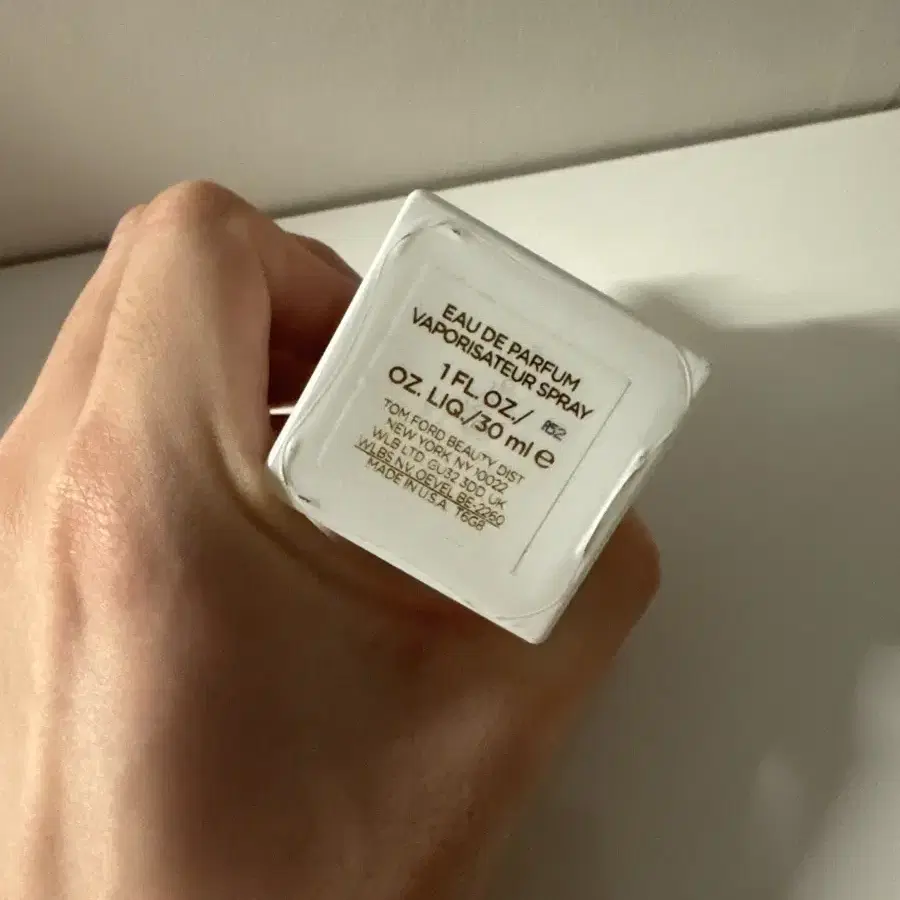 EAU DE PARFUM
VAPORISATEUR SPRAY
1 FL. OZ./
OZ. LIQ./30 ml e
TOM FORD BEAUTY DIST
NEW YORK, NY 10022
WLB LTD GU32 3DD UK
WLBS NV, OEVEL BE-2260
MADE IN U.S.A. T6G8